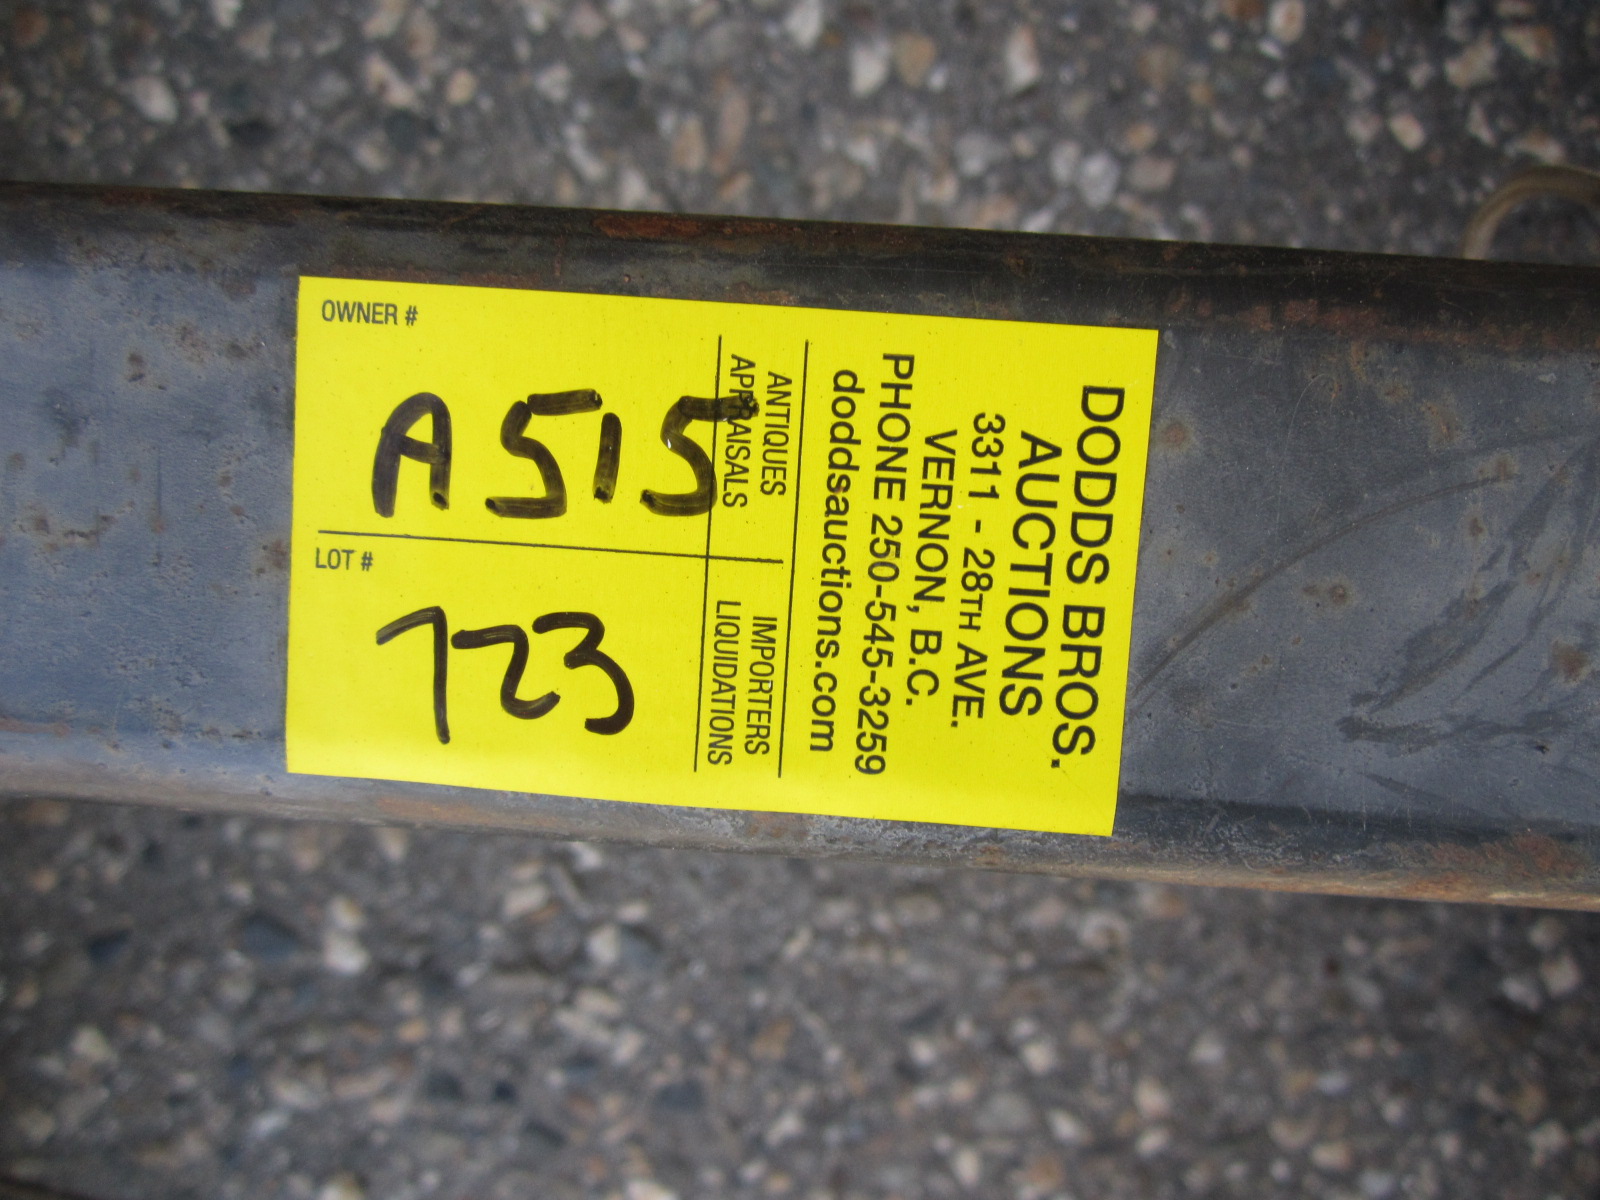 DODDS BROS.
AUCTIONS
3311 - 28TH AVE.
VERNON, B.C.
PHONE 250-545-3259
doddsauctions.com
ANTIQUES
APPRAISALS
IMPORTERS
LIQUIDATIONS
OWNER #
A515
LOT #
723